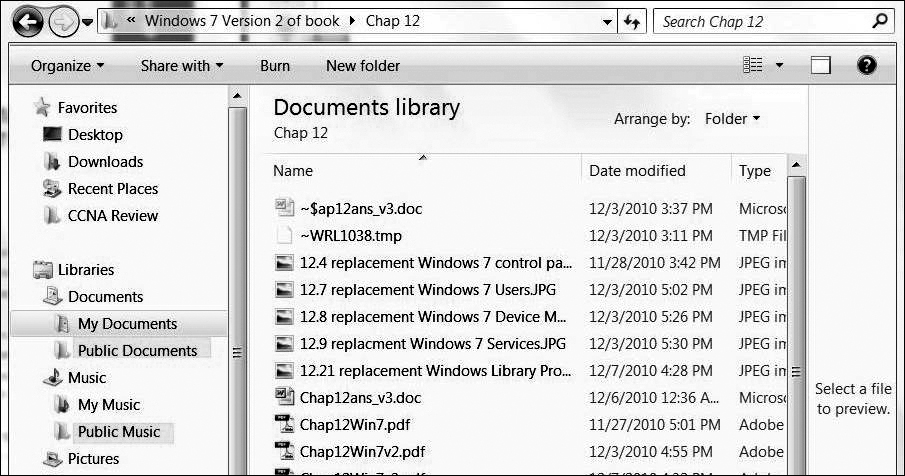 « Windows 7 Version 2 of book ▸ Chap 12
Search Chap 12
Organize Share with Burn New folder
Favorites
Desktop
Downloads
Recent Places
CCNA Review
Libraries
Documents
My Documents
Public Documents
Music
My Music
Public Music
Pictures
Documents library
Chap 12
Arrange by: Folder
Name Date modified Type
~$ap12ans_v3.doc 12/3/2010 3:37 PM Microso
~WRL1038.tmp 12/3/2010 3:11 PM TMP Fil
12.4 replacement Windows 7 control pa... 11/28/2010 3:42 PM JPEG im
12.7 replacement Windows 7 Users.JPG 12/3/2010 5:02 PM JPEG im
12.8 replacement Windows 7 Device M... 12/3/2010 5:26 PM JPEG im
12.9 replacment Windows 7 Services.JPG 12/3/2010 5:30 PM JPEG im
12.21 replacement Windows Library Pro... 12/7/2010 4:28 PM JPEG im
Chap12ans_v3.doc 12/6/2010 12:36 A... Microso
Chap12Win7.pdf 11/27/2010 5:01 PM Adobe
Chap12Win7v2.pdf 12/3/2010 4:55 PM Adobe
Select a file
to preview.